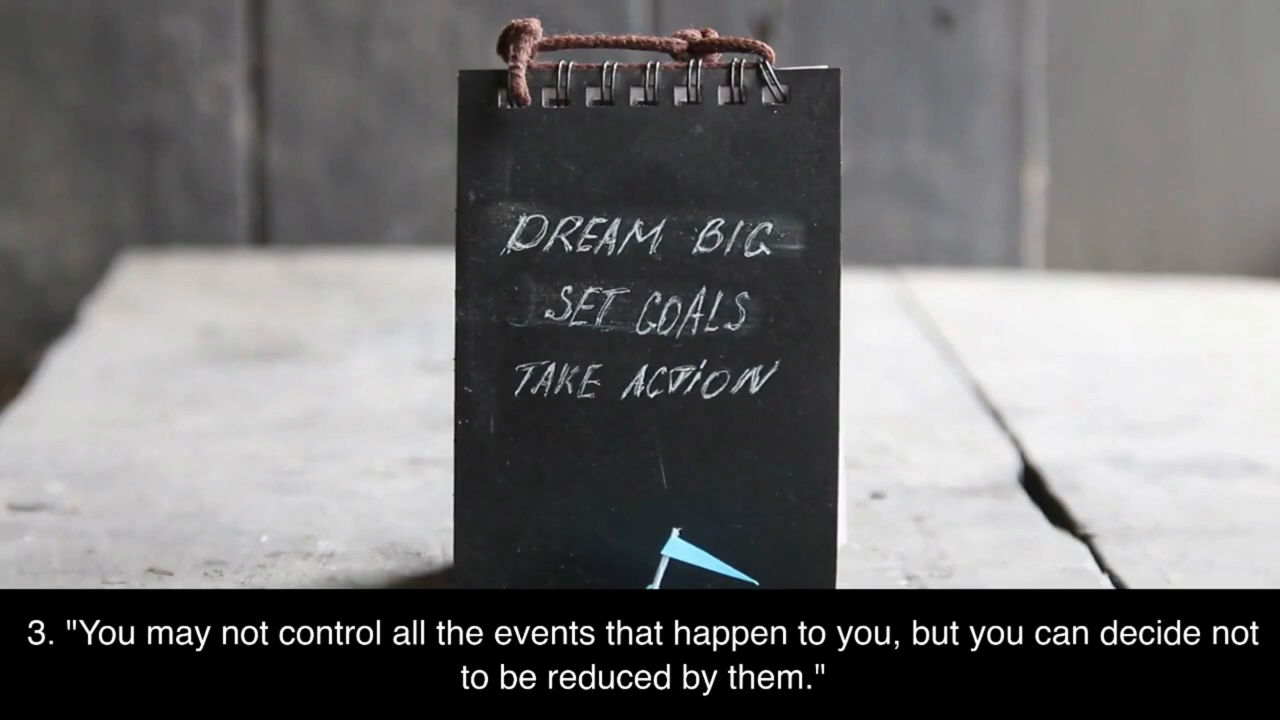 DREAM BIG
SET GOALS
TAKE ACTION
3. "You may not control all the events that happen to you, but you can decide not
to be reduced by them."